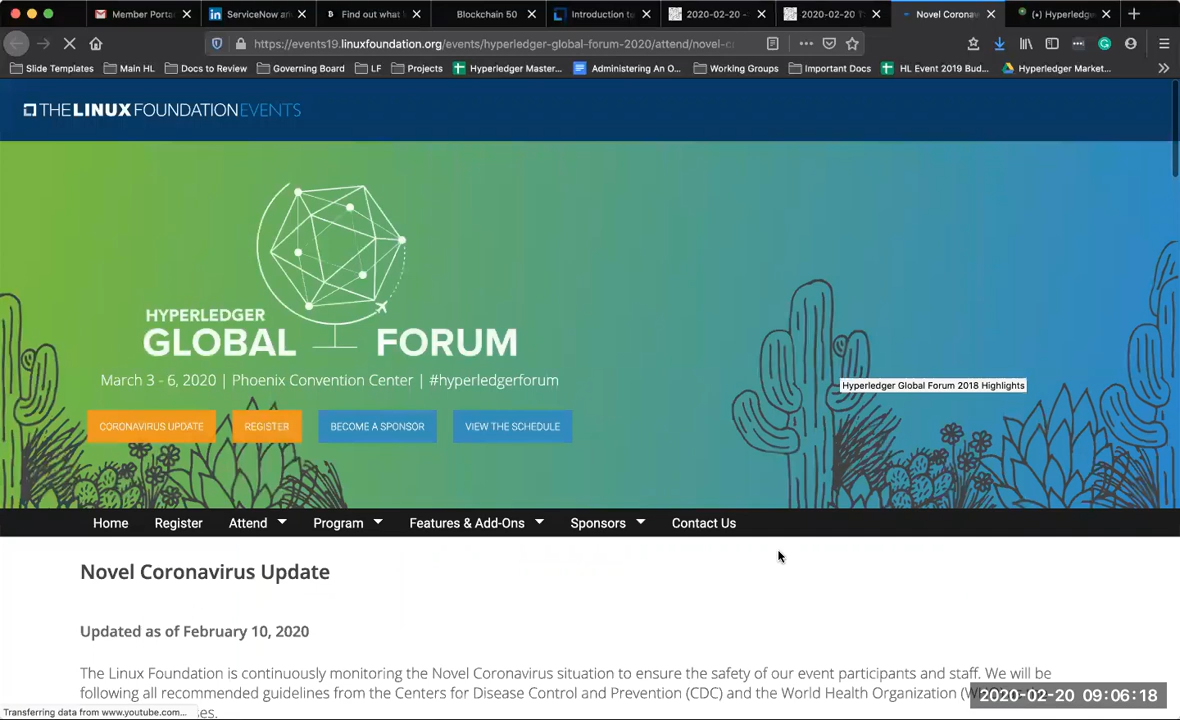 Member Porta
ServiceNow an
Find out what
Blockchain 50
Introduction t
2020-02-20 -
2020-02-20 T
Novel Corona
(•) Hyperledg
https://events19.linuxfoundation.org/events/hyperledger-global-forum-2020/attend/novel-c
Slide Templates
Main HL
Docs to Review
Governing Board
LF
Projects
Hyperledger Master...
Administering An O...
Working Groups
Important Docs
HL Event 2019 Bud...
Hyperledger Market...
THE LINUX FOUNDATION EVENTS
HYPERLEDGER
GLOBAL FORUM
March 3 - 6, 2020 | Phoenix Convention Center | #hyperledgerforum
Hyperledger Global Forum 2018 Highlights
CORONAVIRUS UPDATE
REGISTER
BECOME A SPONSOR
VIEW THE SCHEDULE
Home
Register
Attend
Program
Features & Add-Ons
Sponsors
Contact Us
Novel Coronavirus Update
Updated as of February 10, 2020
The Linux Foundation is continuously monitoring the Novel Coronavirus situation to ensure the safety of our event participants and staff. We will be
following all recommended guidelines from the Centers for Disease Control and Prevention (CDC) and the World Health Organization
2020-02-20 09:06:18
Transferring data from www.youtube.com...
es.